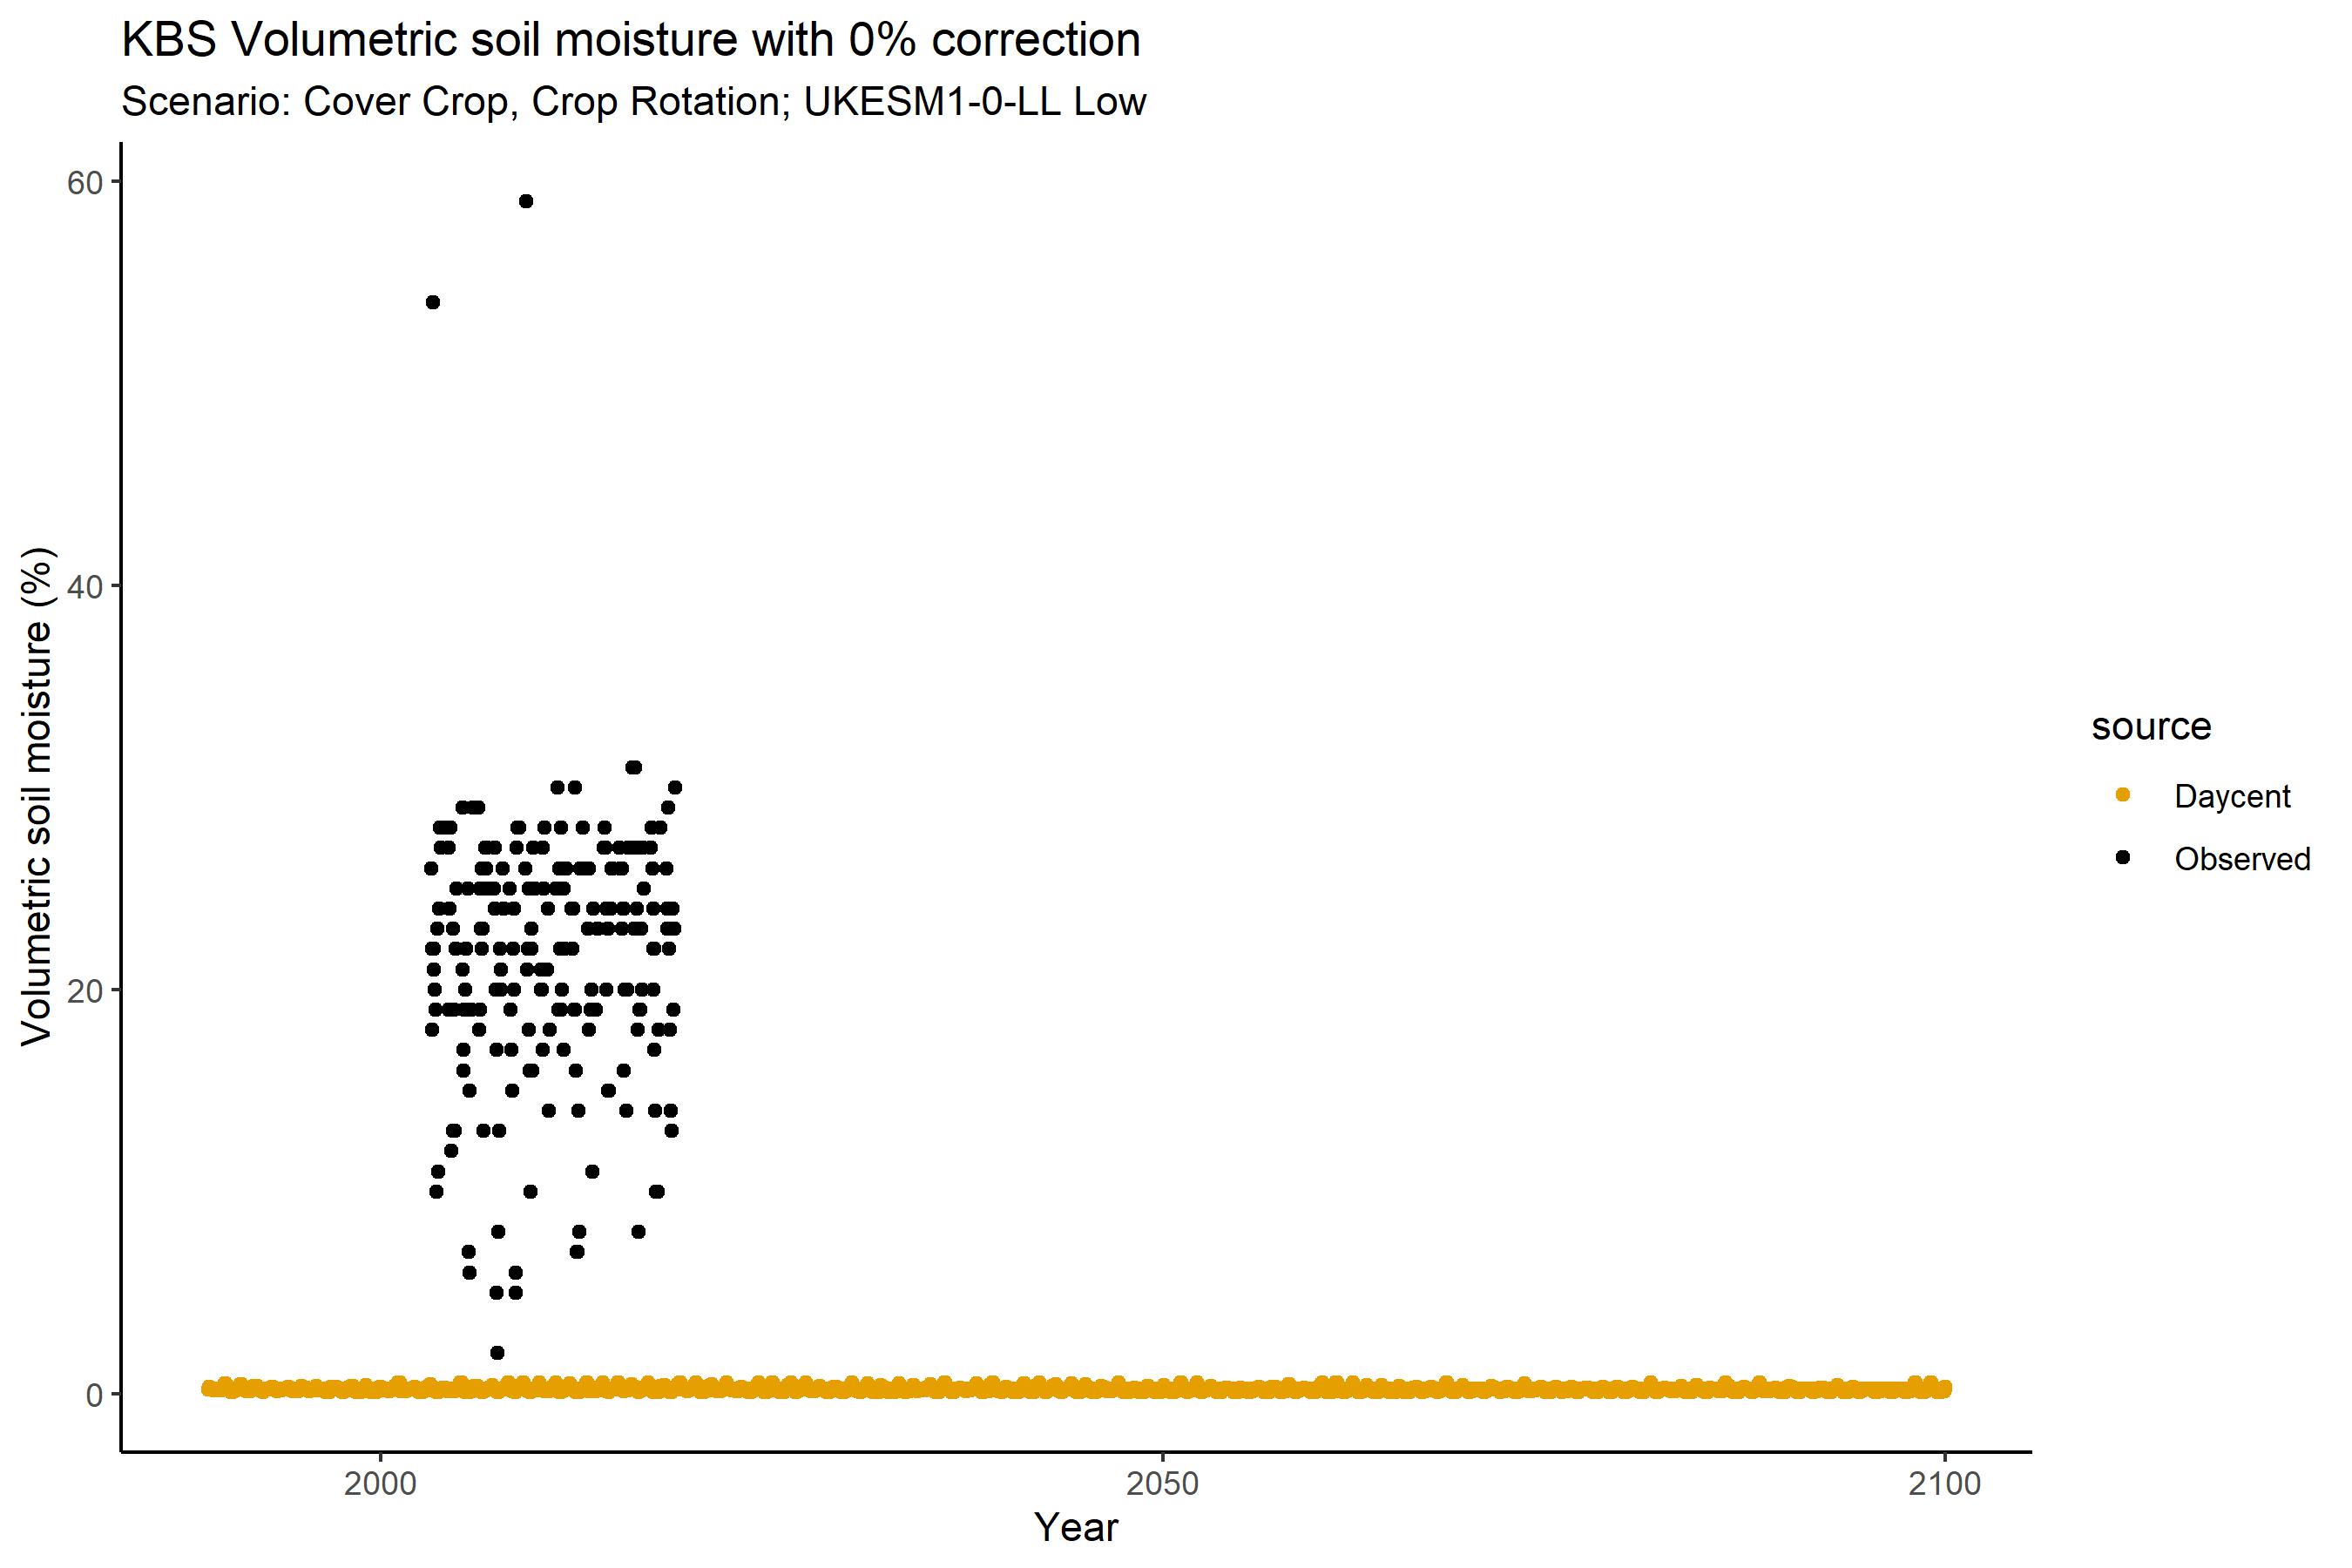 KBS Volumetric soil moisture with 0% correction
Scenario: Cover Crop, Crop Rotation; UKESM1-0-LL Low
Volumetric soil moisture (%)
60
40
20
0
2000
2050
2100
Year
source
Daycent
Observed